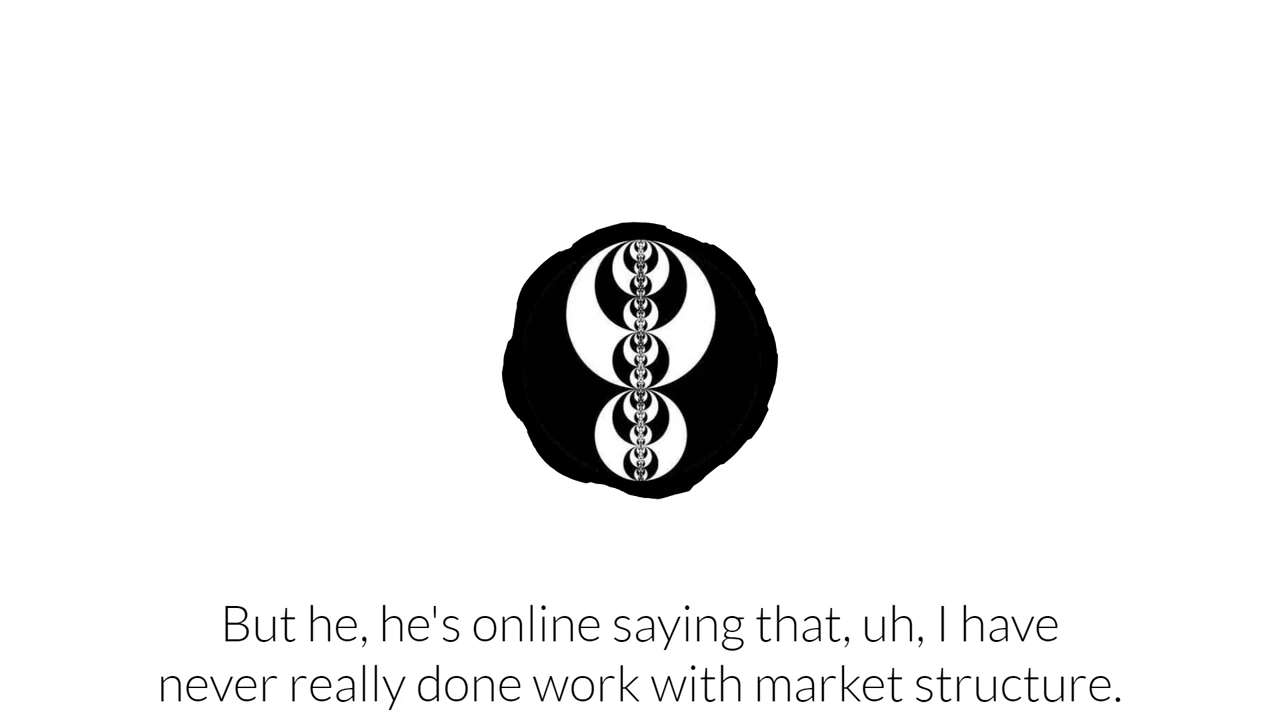 But he, he's online saying that, uh, I have
never really done work with market structure.